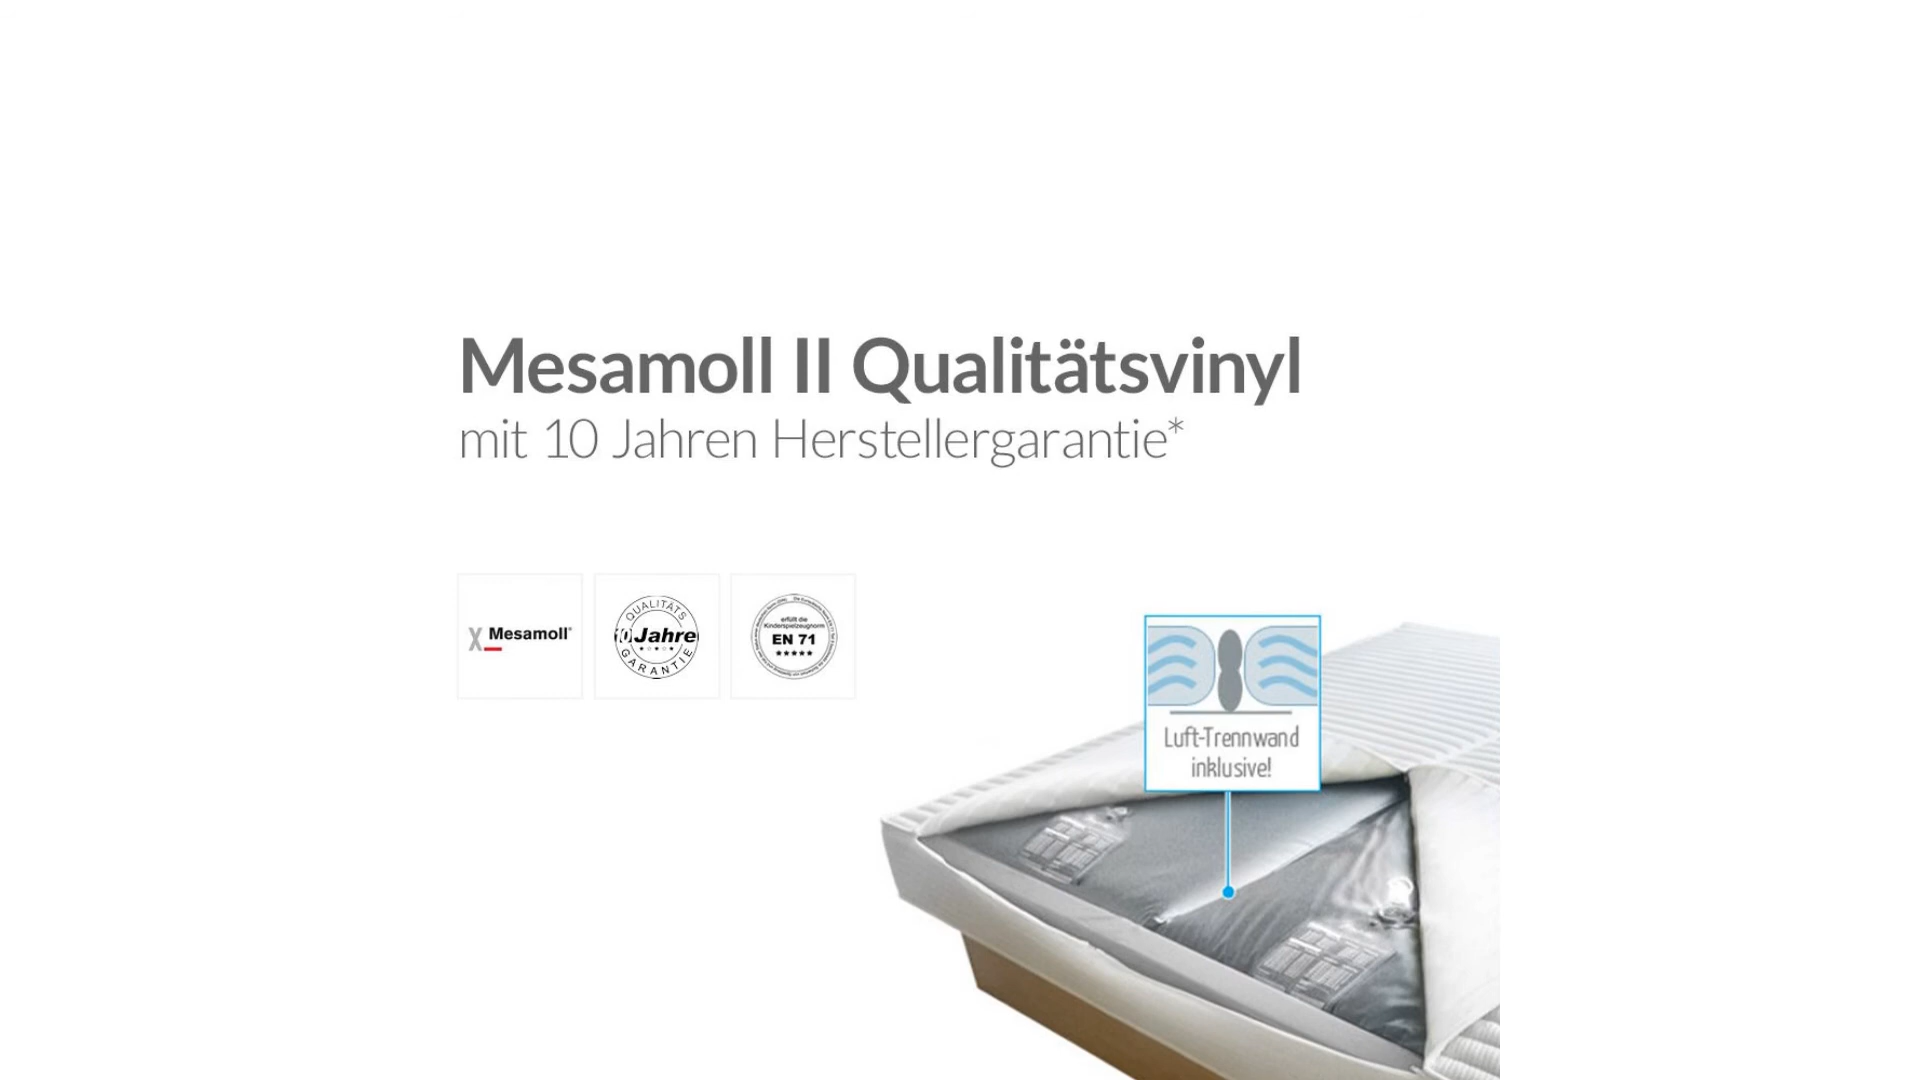 Mesamoll II Qualitätsvinyl
mit 10 Jahren Herstellergarantie*
Mesamoll®
QUALITÄTS
10 Jahre
GARANTIE
erfüllt die
Kinderspielzeugnorm
EN 71
Luft-Trennwand
inklusive!